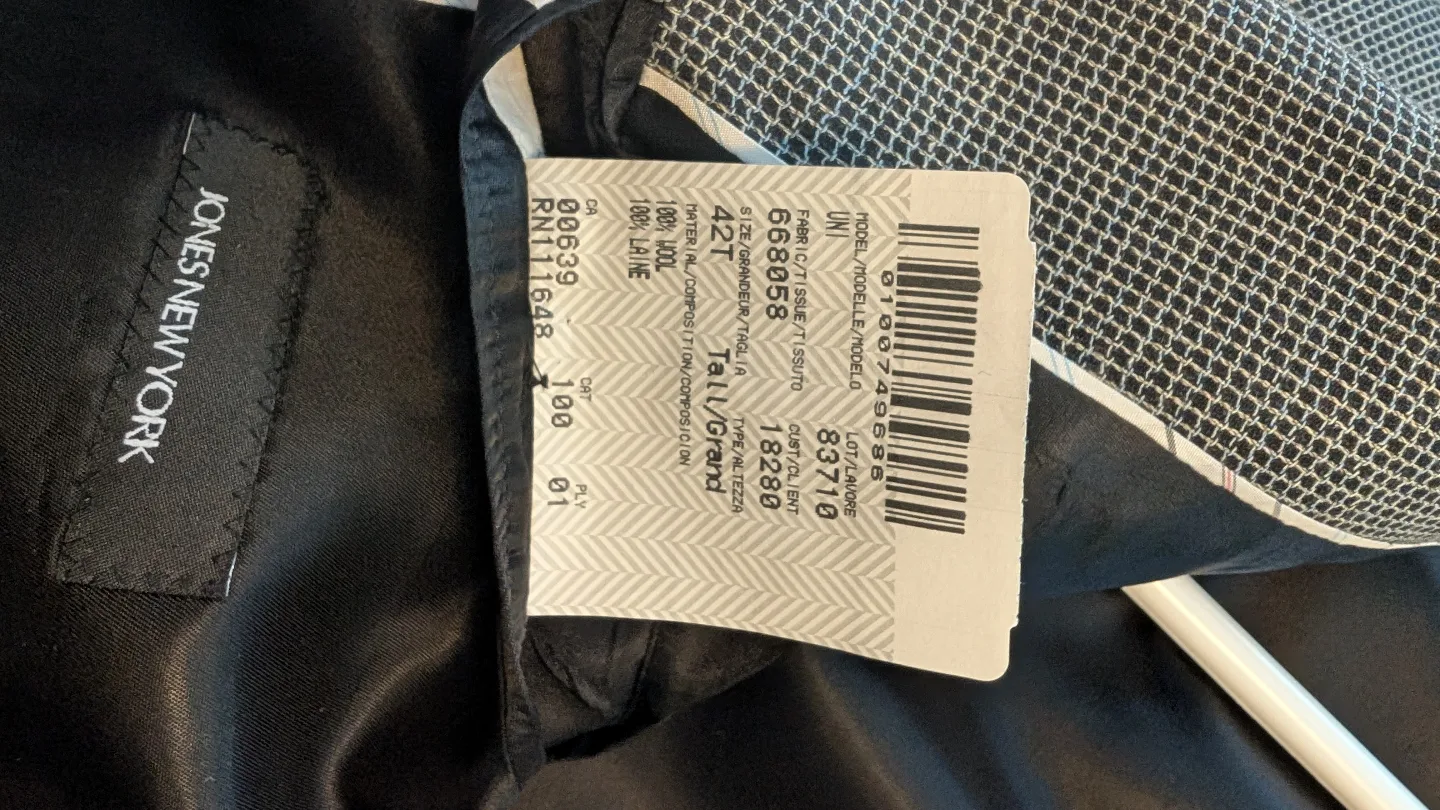 JONES NEW YORK
01007498886
MODEL/MODELLE/MODELO LOT/LAVORE
UNI 83710
FABRIC/TISSUE/TISSUTO CUST/CLIENT
668058 18280
SIZE/GRANDEUR/TAGLIA TYPE/ALTEZZA
42T Tall/Grand
MATERIAL/COMPOSITION/COMPOSICION
100% WOOL
100% LAINE
CA CAT PLY
00639 100 01
RN111648